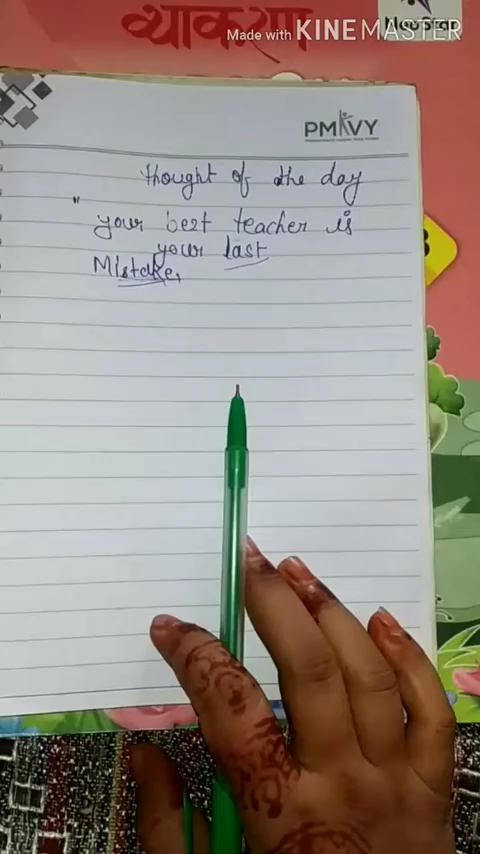 व्याकरण
Made with KINEMASTER
PMKVY
thought of the day
" your best teacher is
your last
Mistake,